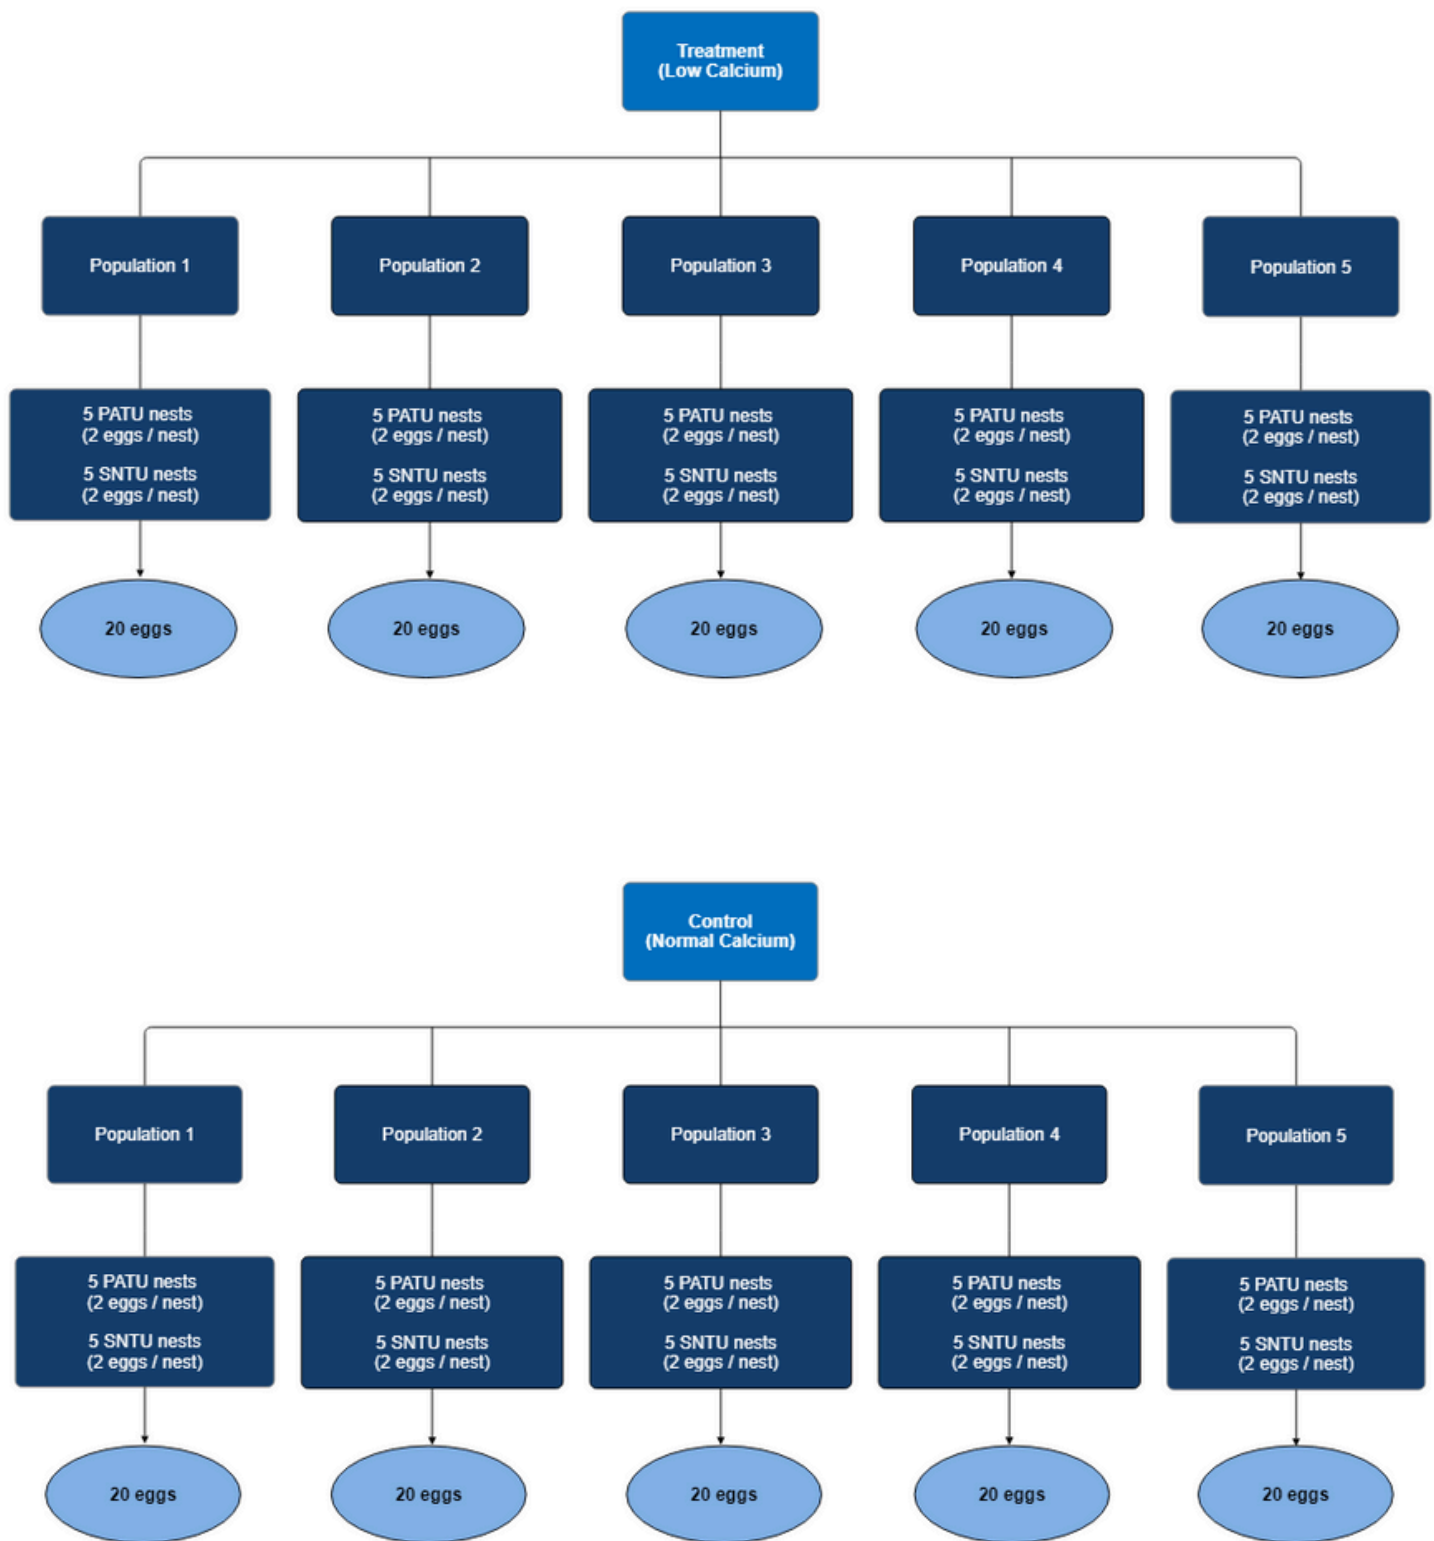 Treatment
(Low Calcium)
Population 1
Population 2
Population 3
Population 4
Population 5
5 PATU nests
(2 eggs / nest)
5 SNTU nests
(2 eggs / nest)
5 PATU nests
(2 eggs / nest)
5 SNTU nests
(2 eggs / nest)
5 PATU nests
(2 eggs / nest)
5 SNTU nests
(2 eggs / nest)
5 PATU nests
(2 eggs / nest)
5 SNTU nests
(2 eggs / nest)
5 PATU nests
(2 eggs / nest)
5 SNTU nests
(2 eggs / nest)
20 eggs
20 eggs
20 eggs
20 eggs
20 eggs
Control
(Normal Calcium)
Population 1
Population 2
Population 3
Population 4
Population 5
5 PATU nests
(2 eggs / nest)
5 SNTU nests
(2 eggs / nest)
5 PATU nests
(2 eggs / nest)
5 SNTU nests
(2 eggs / nest)
5 PATU nests
(2 eggs / nest)
5 SNTU nests
(2 eggs / nest)
5 PATU nests
(2 eggs / nest)
5 SNTU nests
(2 eggs / nest)
5 PATU nests
(2 eggs / nest)
5 SNTU nests
(2 eggs / nest)
20 eggs
20 eggs
20 eggs
20 eggs
20 eggs